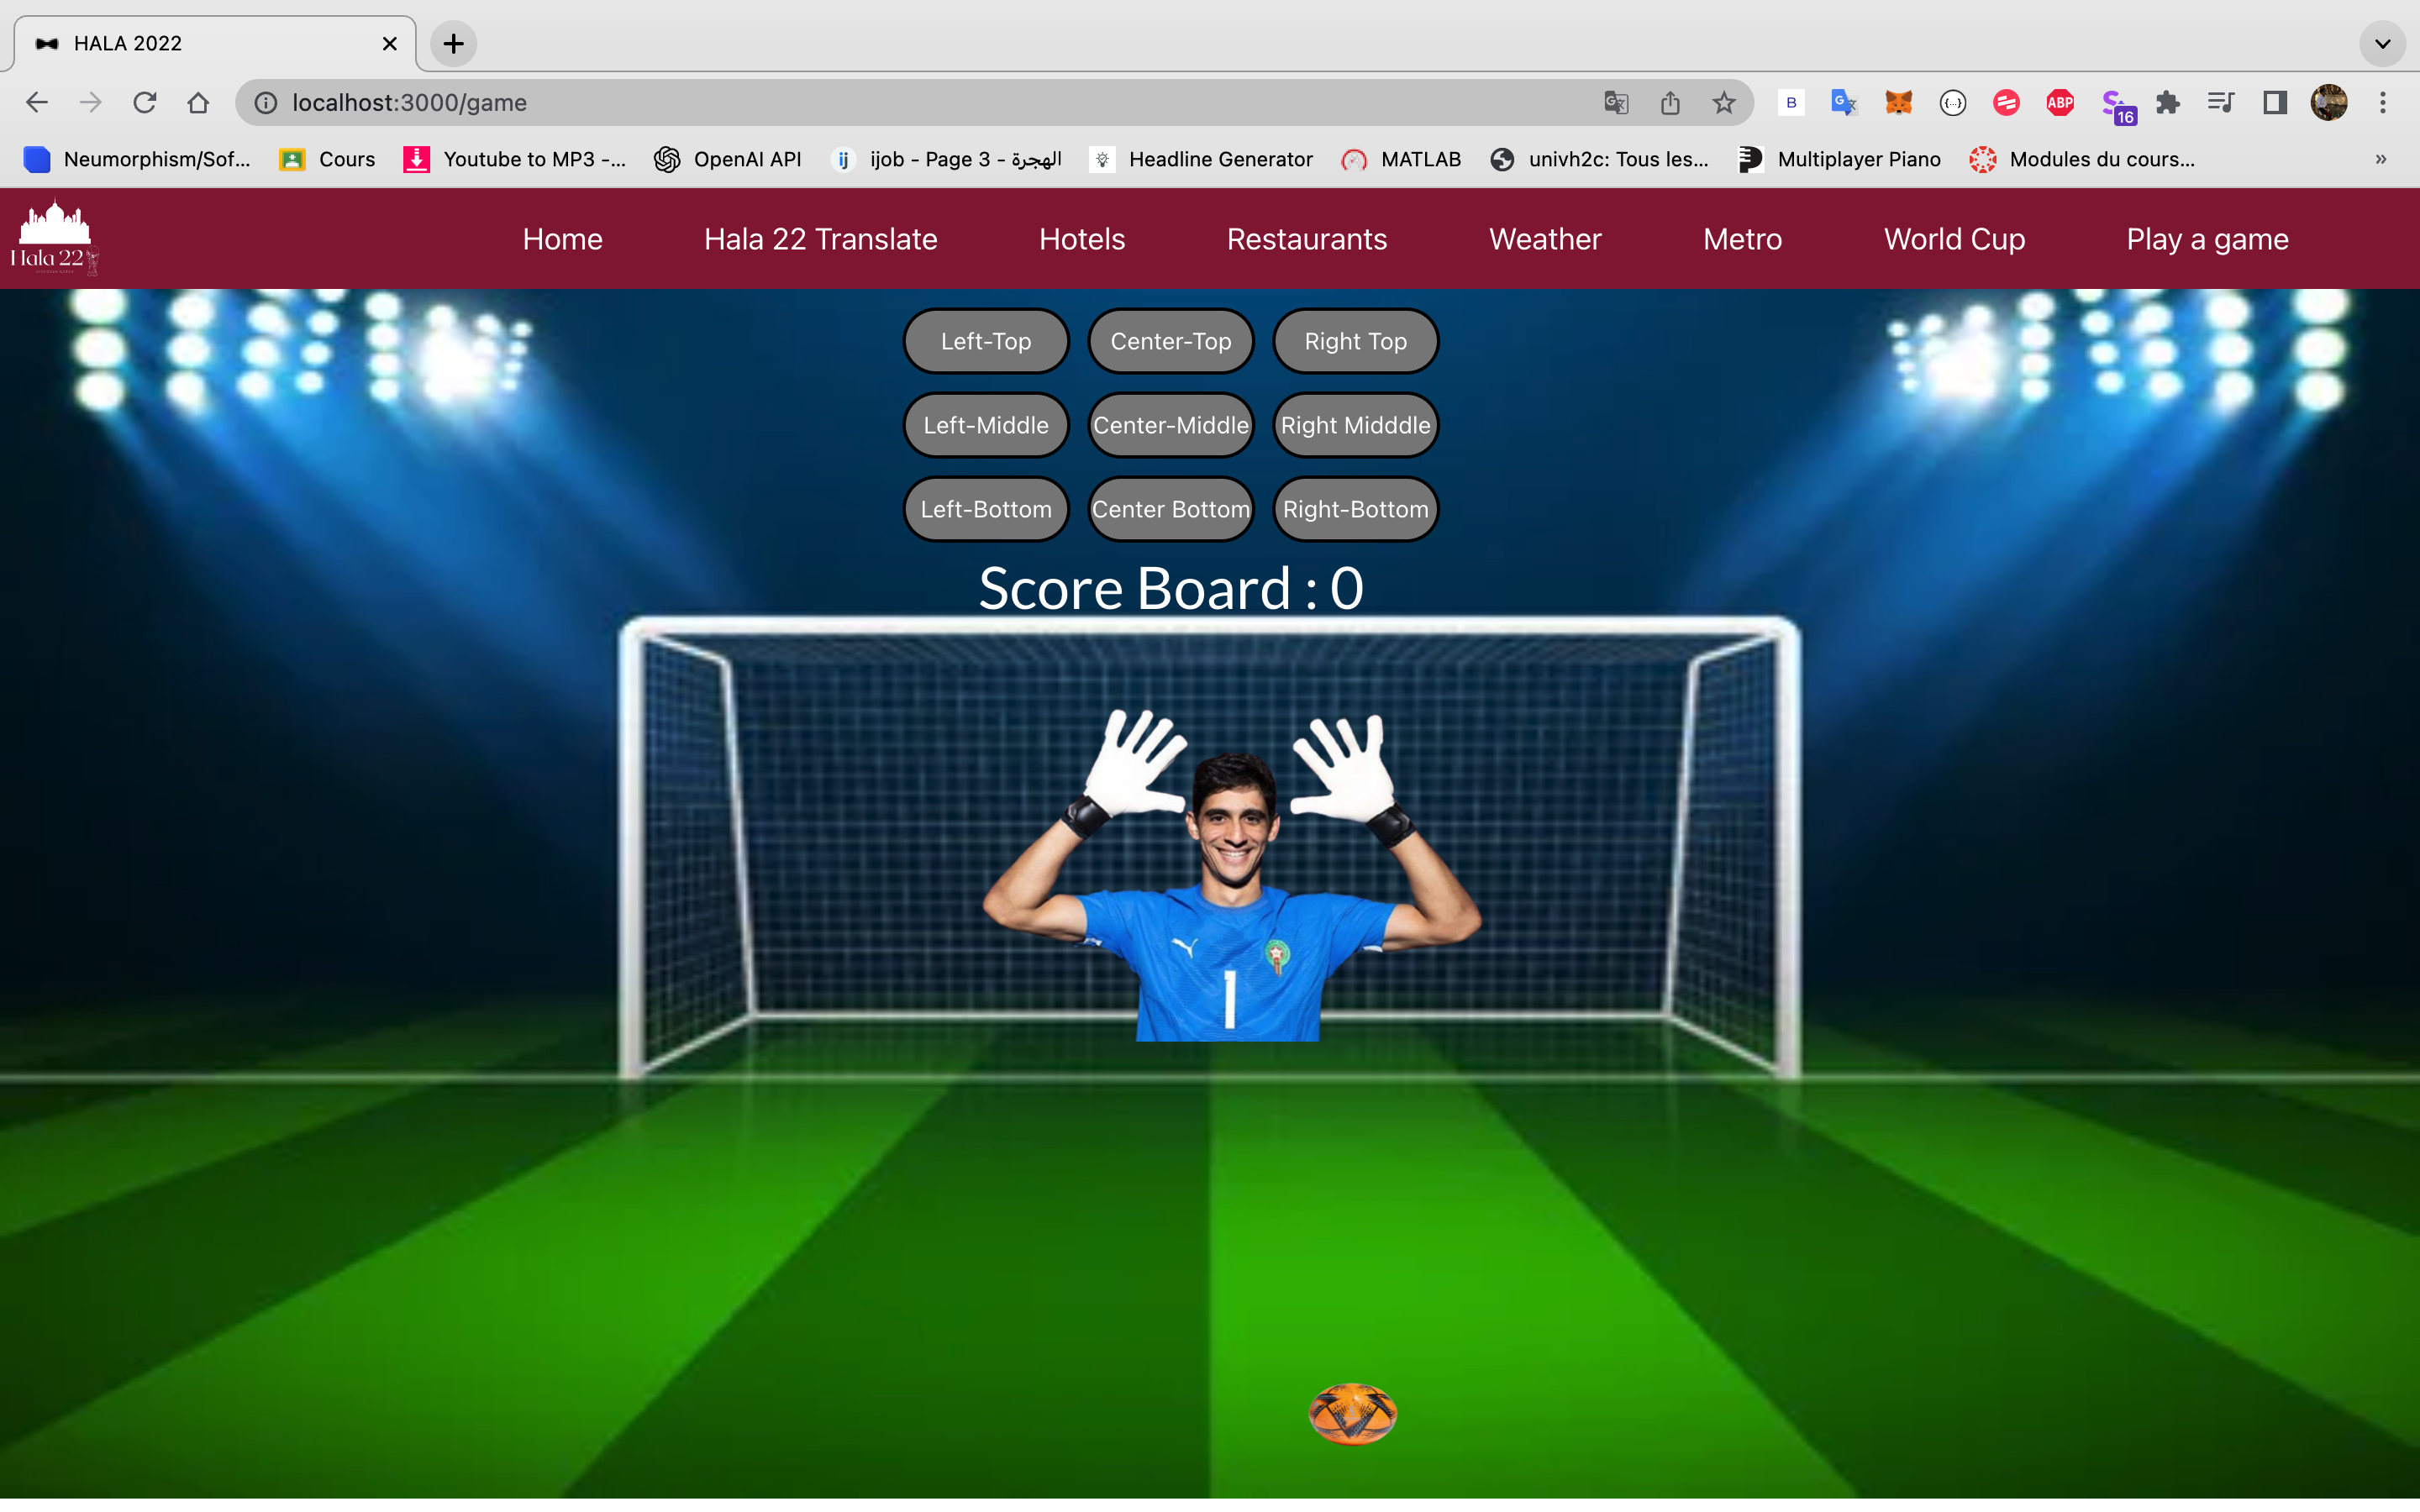 HALA 2022
localhost:3000/game
B
ABP
16
Neumorphism/Sof...
Cours
Youtube to MP3 -...
OpenAI API
ij
ijob - Page 3 - الهجرة
Headline Generator
MATLAB
univh2c: Tous les...
Multiplayer Piano
Modules du cours...
»
Hala 22
Home
Hala 22 Translate
Hotels
Restaurants
Weather
Metro
World Cup
Play a game
Left-Top
Center-Top
Right Top
Left-Middle
Center-Middle
Right Midddle
Left-Bottom
Center Bottom
Right-Bottom
Score Board : 0
1